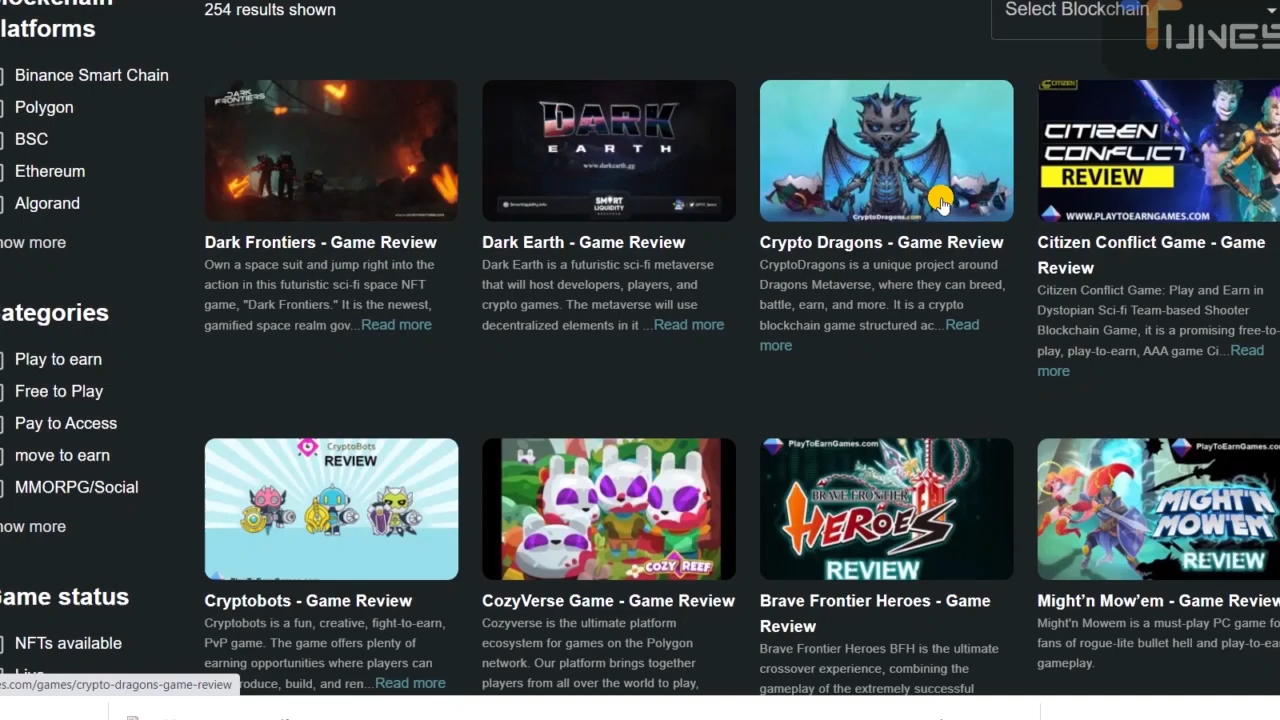 254 results shown
Select Blockchain
TUNES
Blockchain
latforms
Binance Smart Chain
Polygon
BSC
Ethereum
Algorand
how more
ategories
Play to earn
Free to Play
Pay to Access
move to earn
MMORPG/Social
how more
ame status
NFTs available
Live
es.com/games/crypto-dragons-game-review
DARK
FRONTIERS
Dark Frontiers - Game Review
Own a space suit and jump right into the
action in this futuristic sci-fi space NFT
game, "Dark Frontiers." It is the newest,
gamified space realm gov...Read more
DARK
EARTH
www.darkearth.gg
SMART
LIQUIDITY
Dark Earth - Game Review
Dark Earth is a futuristic sci-fi metaverse
that will host developers, players, and
crypto games. The metaverse will use
decentralized elements in it ...Read more
CryptoDragons.com
Crypto Dragons - Game Review
CryptoDragons is a unique project around
Dragons Metaverse, where they can breed,
battle, earn, and more. It is a crypto
blockchain game structured ac...Read
more
CITIZEN
CITIZEN
CONFLICT
REVIEW
WWW.PLAYTOEARNGAMES.COM
Citizen Conflict Game - Game
Review
Citizen Conflict Game: Play and Earn in
Dystopian Sci-fi Team-based Shooter
Blockchain Game, it is a promising free-to-
play, play-to-earn, AAA game Ci...Read
more
CryptoBots
REVIEW
Cryptobots - Game Review
Cryptobots is a fun, creative, fight-to-earn,
PvP game. The game offers plenty of
earning opportunities where players can
roduce, build, and ren...Read more
COZY REEF
CozyVerse Game - Game Review
Cozyverse is the ultimate platform
ecosystem for games on the Polygon
network. Our platform brings together
players from all over the world to play,
PlayToEarnGames.com
BRAVE FRONTIER
HEROES
REVIEW
Brave Frontier Heroes - Game
Review
Brave Frontier Heroes BFH is the ultimate
crossover experience, combining the
gameplay of the extremely successful
PlayToEarnGames.co
MIGHT'N
MOW'EM
REVIEW
Might’n Mow’em - Game Review
Might'n Mowem is a must-play PC game fo
fans of rogue-lite bullet hell and play-to-ea
gameplay.